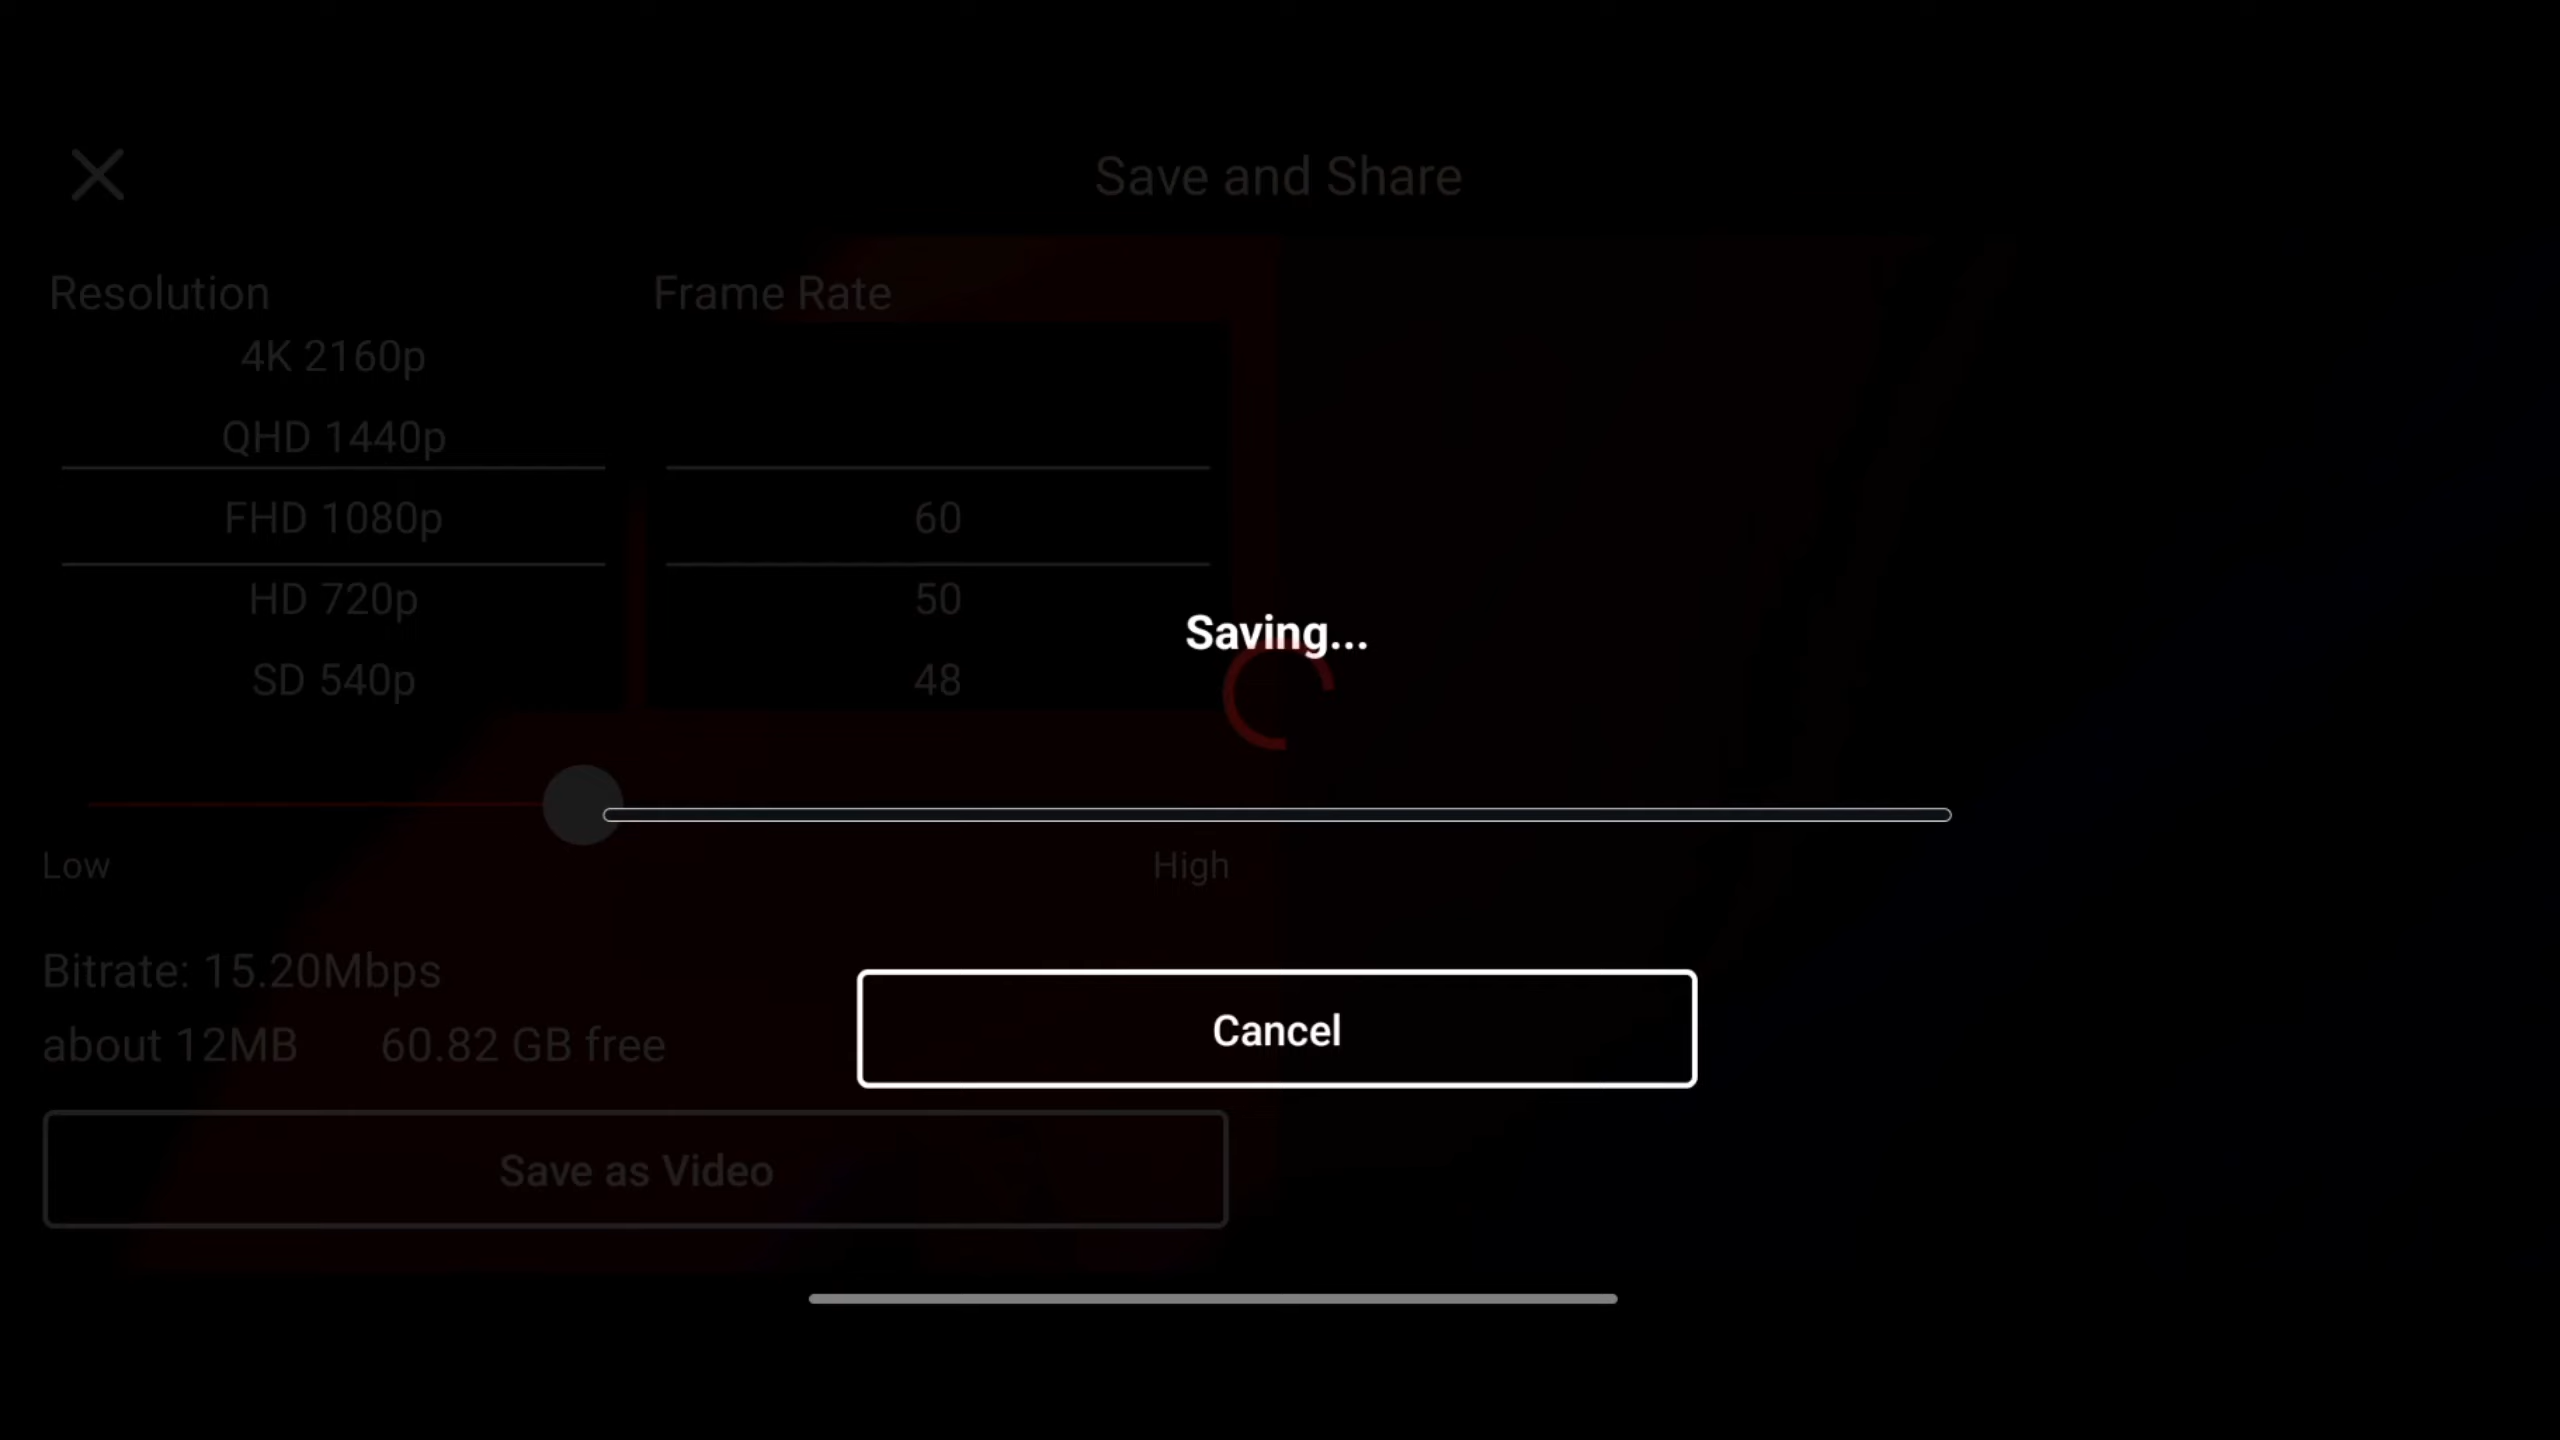 Save and Share
Resolution
Frame Rate
4K 2160p
QHD 1440p
FHD 1080p
60
HD 720p
50
Saving...
SD 540p
48
Low
High
Bitrate: 15.20Mbps
Cancel
about 12MB
60.82 GB free
Save as Video